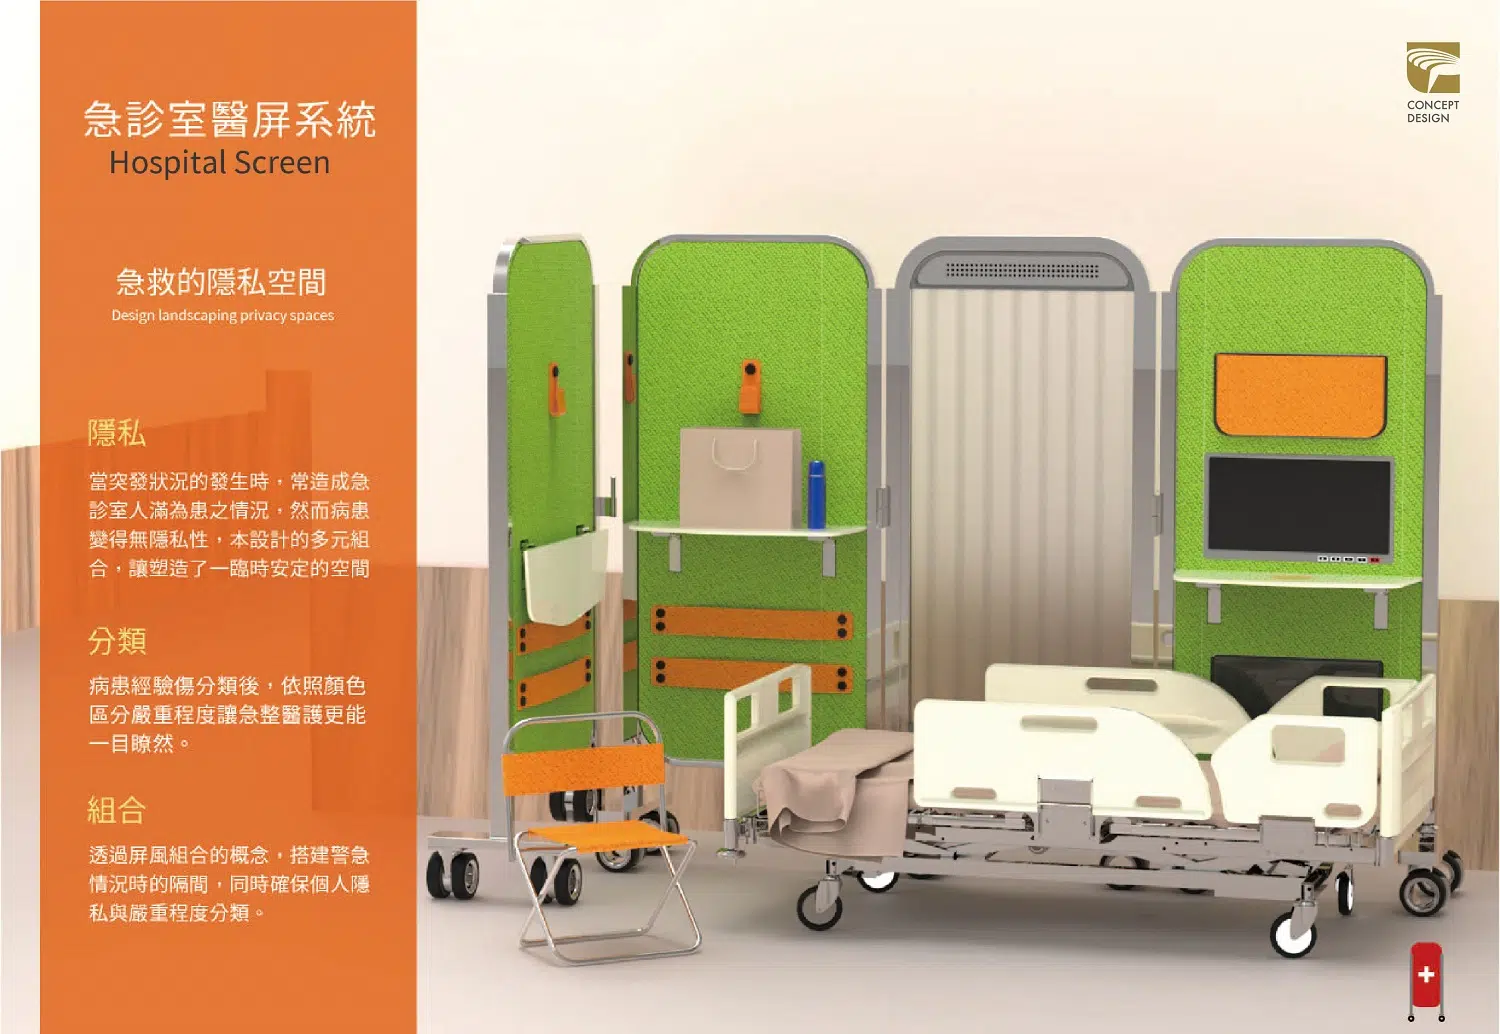 急診室醫屏系統
Hospital Screen
急救的隱私空間
Design landscaping privacy spaces
隱私
當突發狀況的發生時，常造成急
診室人滿為患之情況，然而病患
變得無隱私性，本設計的多元組
合，讓塑造了一臨時安定的空間
分類
病患經驗傷分類後，依照顏色
區分嚴重程度讓急整醫護更能
一目瞭然。
組合
透過屏風組合的概念，搭建警急
情況時的隔間，同時確保個人隱
私與嚴重程度分類。
CONCEPT
DESIGN